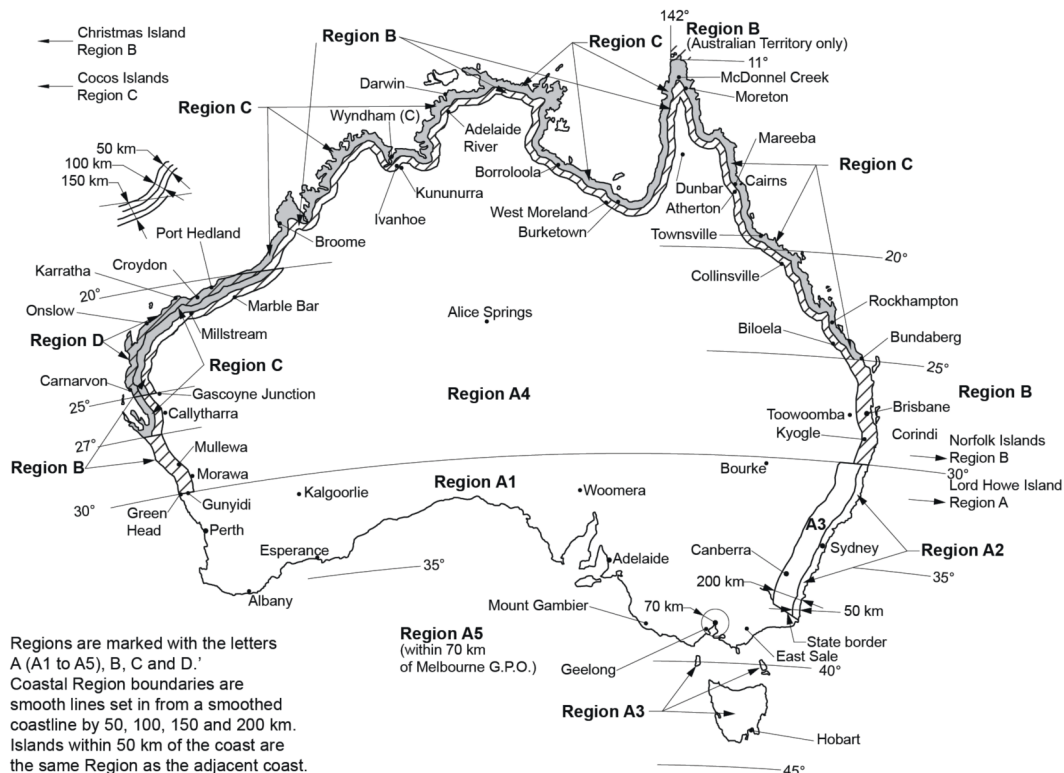 Christmas Island
Region B
Cocos Islands
Region C
142°
Region B
(Australian Territory only)
11°
McDonnel Creek
Moreton
Region B
Region C
Region C
Darwin
Wyndham (C)
Adelaide
River
Mareeba
50 km
100 km
150 km
Borroloola
Kununurra
Ivanhoe
Dunbar
Cairns
Region C
Atherton
West Moreland
Burketown
Townsville
Port Hedland
Broome
Croydon
Karratha
20°
20°
Collinsville
Onslow
Marble Bar
Millstream
Alice Springs
Rockhampton
Region D
Biloela
Bundaberg
Region C
25°
Carnarvon
Gascoyne Junction
25°
Callytharra
Region A4
Region B
Toowoomba
Brisbane
Kyogle
Corindi
27°
Mullewa
Norfolk Islands
Region B
Region B
Morawa
Bourke
30°
Region A1
Lord Howe Island
Region A
30°
Green
Head
Gunyidi
Kalgoorlie
Woomera
Perth
A3
Esperance
Adelaide
Canberra
Sydney
Region A2
35°
35°
200 km
Albany
Mount Gambier
70 km
50 km
State border
Region A5
(within 70 km
of Melbourne G.P.O.)
Geelong
East Sale
40°
Region A3
Hobart
45°
Regions are marked with the letters
A (A1 to A5), B, C and D.’
Coastal Region boundaries are
smooth lines set in from a smoothed
coastline by 50, 100, 150 and 200 km.
Islands within 50 km of the coast are
the same Region as the adjacent coast.